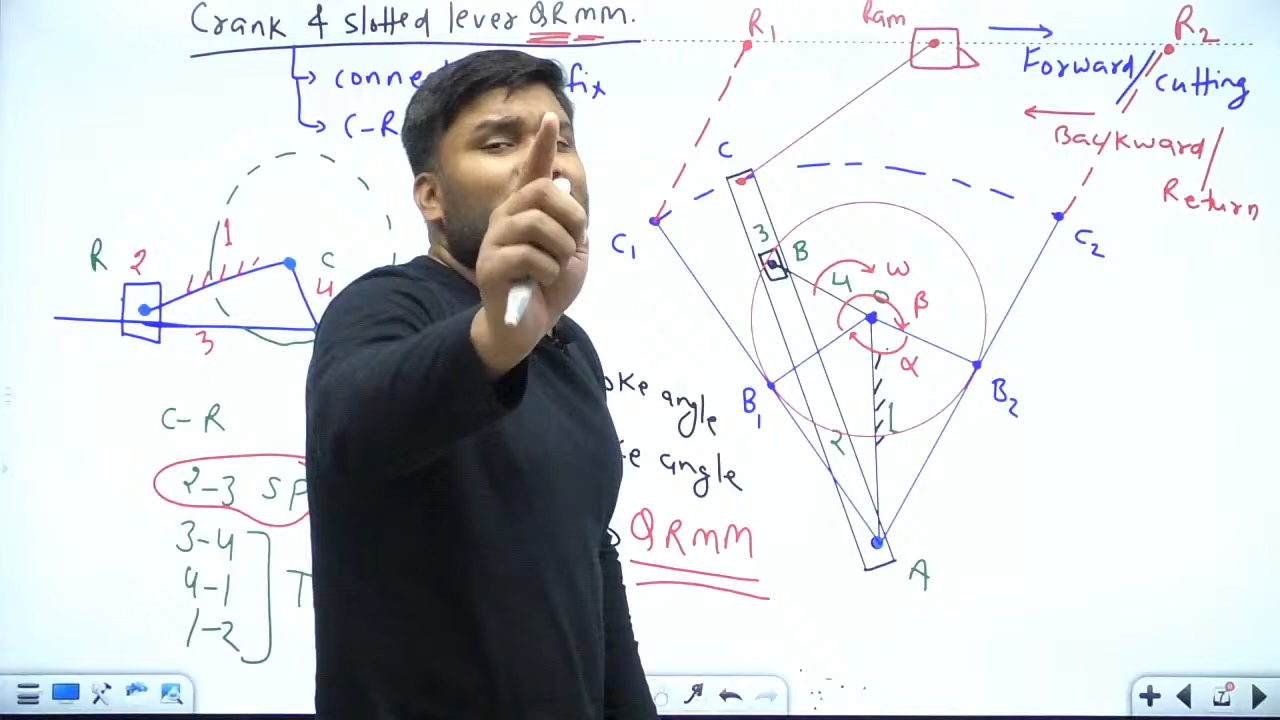 Crank & slotted lever QRMM.
conne fix
C-R
R 2 1 C 4
3
C-R
2-3 SP
3-4
4-1
1-2
T
oke angle
ke angle
QRMM
R1 Ram R2
Forward/ cutting
Backward/
Return
C
C1
C2
3 B
4 ω
O β
α
B1
B2
1
2
A
7